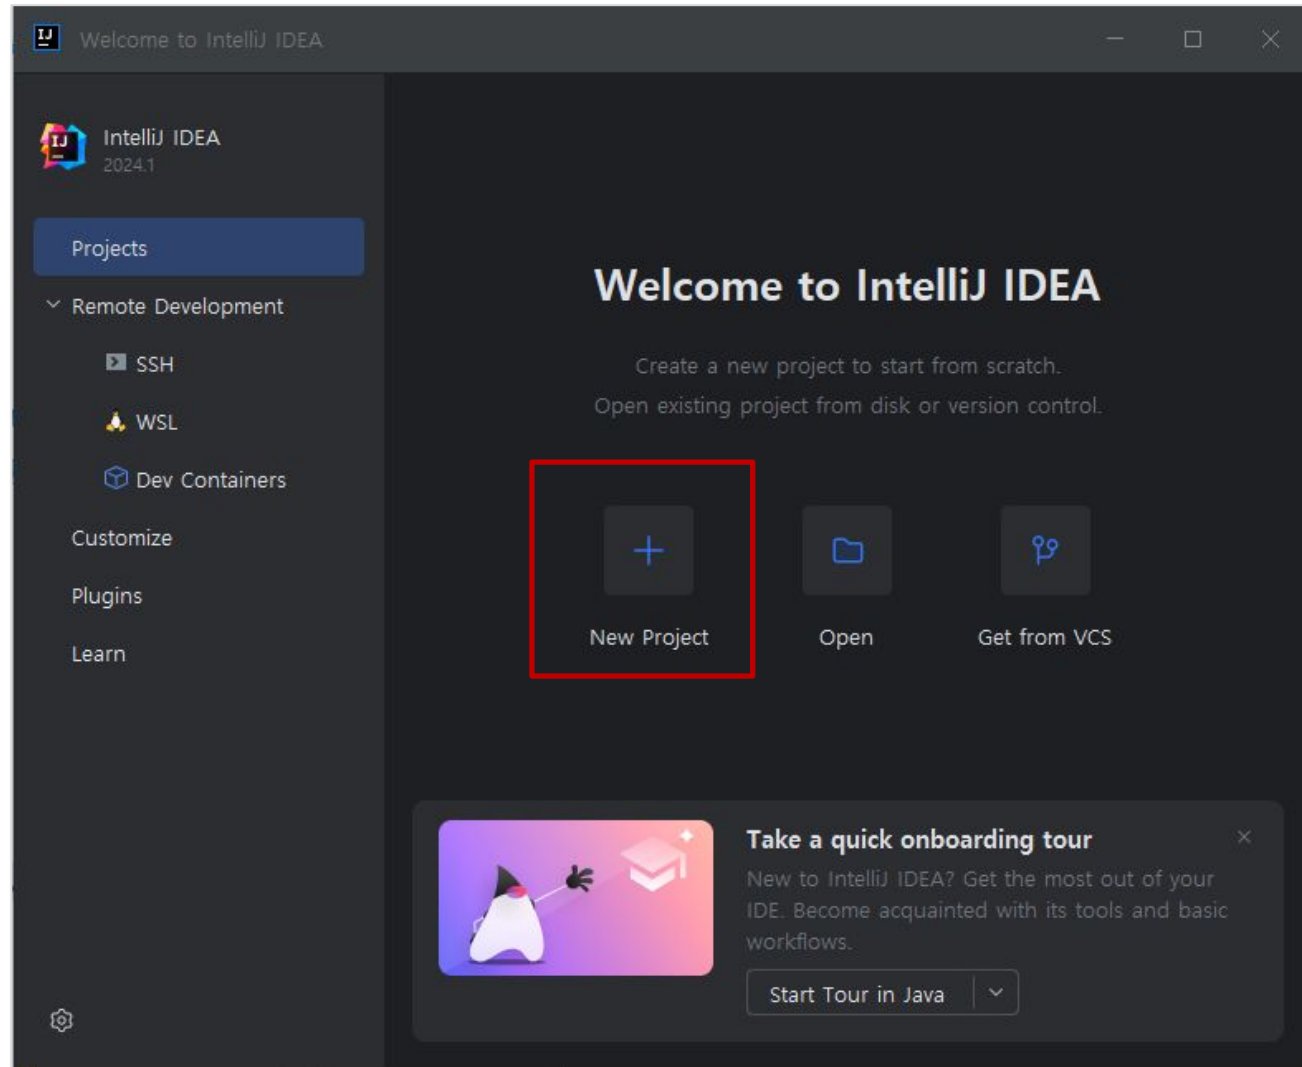 Welcome to IntelliJ IDEA
IntelliJ IDEA
2024.1
Projects
Remote Development
SSH
WSL
Dev Containers
Customize
Plugins
Learn
Welcome to IntelliJ IDEA
Create a new project to start from scratch.
Open existing project from disk or version control.
New Project
Open
Get from VCS
Take a quick onboarding tour
New to IntelliJ IDEA? Get the most out of your
IDE. Become acquainted with its tools and basic
workflows.
Start Tour in Java